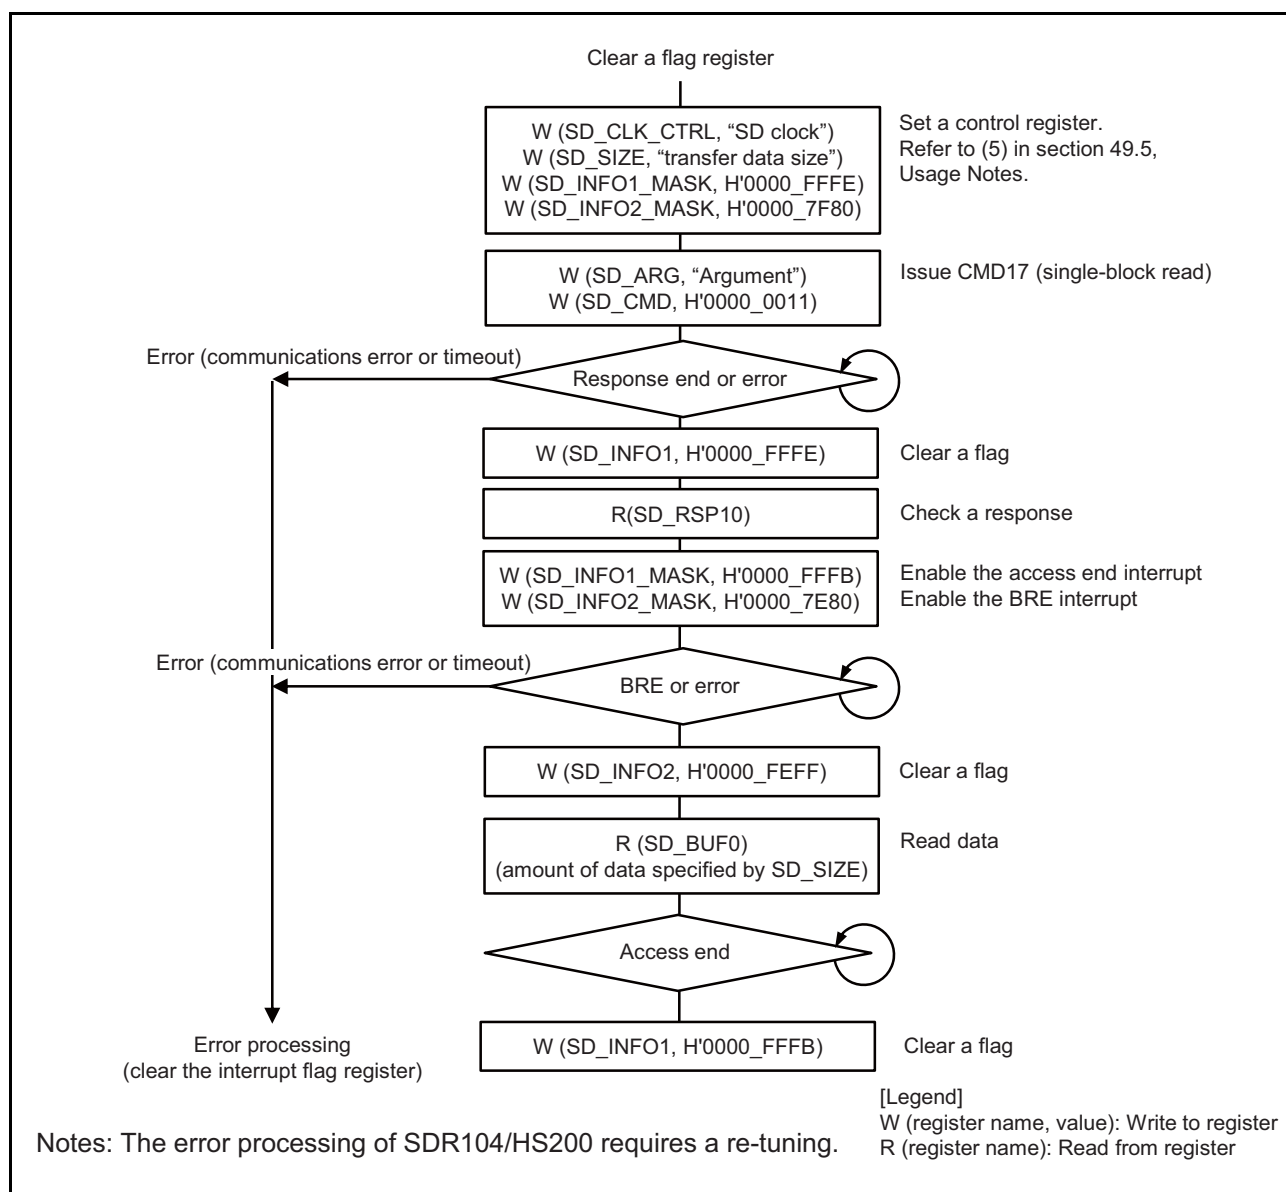 Clear a flag register
W (SD_CLK_CTRL, “SD clock”)
W (SD_SIZE, “transfer data size”)
W (SD_INFO1_MASK, H'0000_FFFE)
W (SD_INFO2_MASK, H'0000_7F80)
Set a control register.
Refer to (5) in section 49.5,
Usage Notes.
W (SD_ARG, “Argument”)
W (SD_CMD, H'0000_0011)
Issue CMD17 (single-block read)
Error (communications error or timeout)
Response end or error
W (SD_INFO1, H'0000_FFFE)
Clear a flag
R(SD_RSP10)
Check a response
W (SD_INFO1_MASK, H'0000_FFFB)
W (SD_INFO2_MASK, H'0000_7E80)
Enable the access end interrupt
Enable the BRE interrupt
Error (communications error or timeout)
BRE or error
W (SD_INFO2, H'0000_FEFF)
Clear a flag
R (SD_BUF0)
(amount of data specified by SD_SIZE)
Read data
Access end
W (SD_INFO1, H'0000_FFFB)
Clear a flag
Error processing
(clear the interrupt flag register)
[Legend]
W (register name, value): Write to register
R (register name): Read from register
Notes: The error processing of SDR104/HS200 requires a re-tuning.